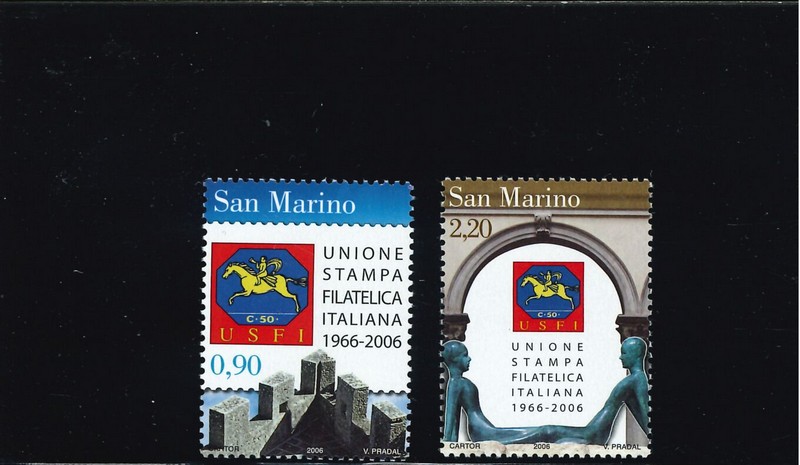 San Marino
UNIONE
STAMPA
FILATELICA
ITALIANA
1966-2006
C·50·
USFI
0,90
CARTOR 2006 V. PRADAL
San Marino
2,20
C·50·
USFI
UNIONE
STAMPA
FILATELICA
ITALIANA
1966-2006
CARTOR 2006 V. PRADAL